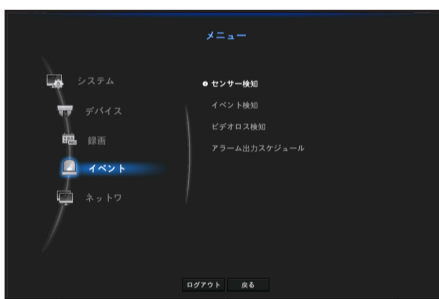 メニュー
システム
デバイス
録画
イベント
ネットワ
センサー検知
イベント検知
ビデオロス検知
アラーム出力スケジュール
ログアウト
戻る